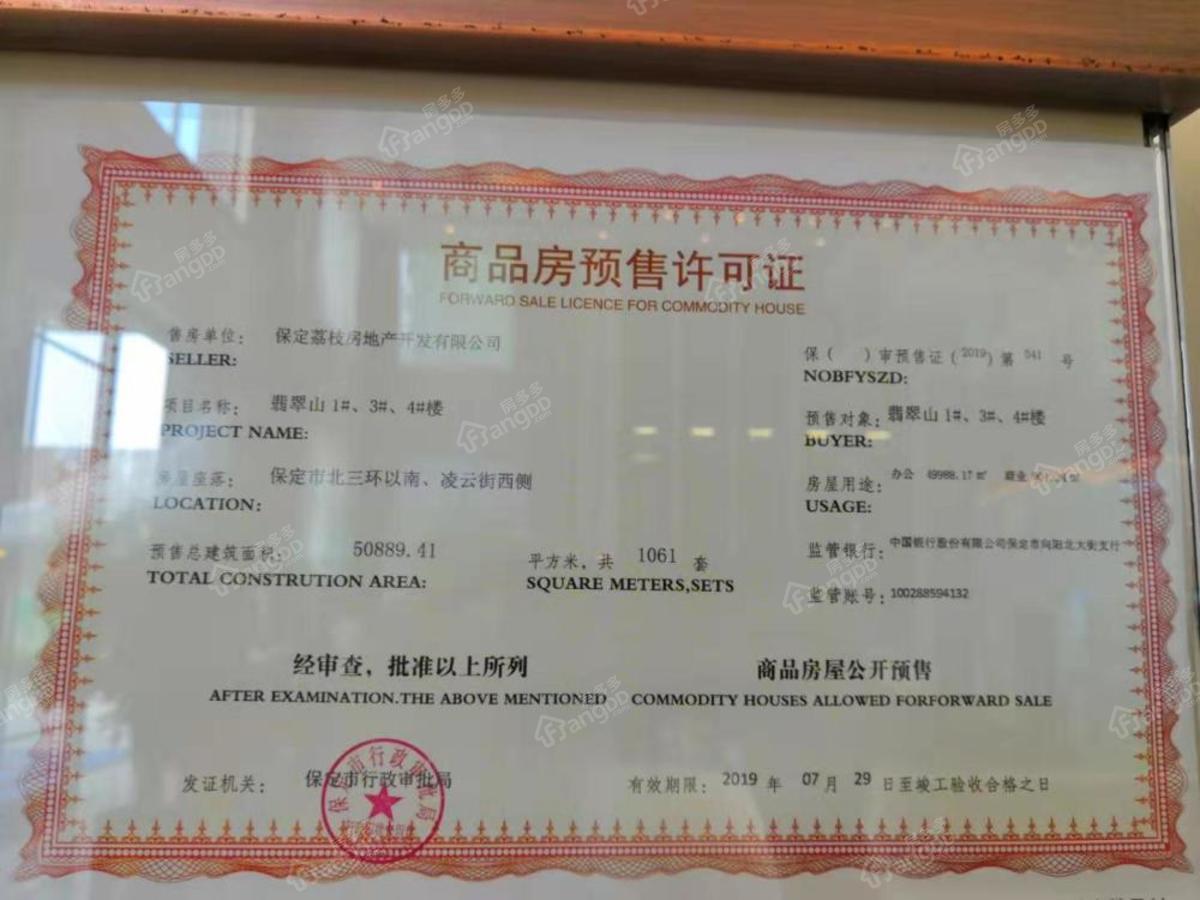 商品房预售许可证
FORWARD SALE LICENCE FOR COMMODITY HOUSE
售房单位: 保定荔枝房地产开发有限公司
SELLER:
保( )审预售证(2019)第 541 号
NOBFYSZD:
项目名称: 翡翠山 1#、3#、4#楼
PROJECT NAME:
预售对象: 翡翠山 1#、3#、4#楼
BUYER:
房屋座落: 保定市北三环以南、凌云街西侧
LOCATION:
房屋用途: 办公 49988.17㎡ 商业
USAGE:
预售总建筑面积: 50889.41 平方米,共 1061 套
TOTAL CONSTRUTION AREA: SQUARE METERS,SETS
监管银行: 中国银行股份有限公司保定市向阳北大街支行
监管账号: 100288594132
经审查,批准以上所列 商品房屋公开预售
AFTER EXAMINATION.THE ABOVE MENTIONED COMMODITY HOUSES ALLOWED FORFORWARD SALE
发证机关: 保定市行政审批局
有效期限: 2019 年 07 月 29 日至竣工验收合格之日
房多多
Fangdd